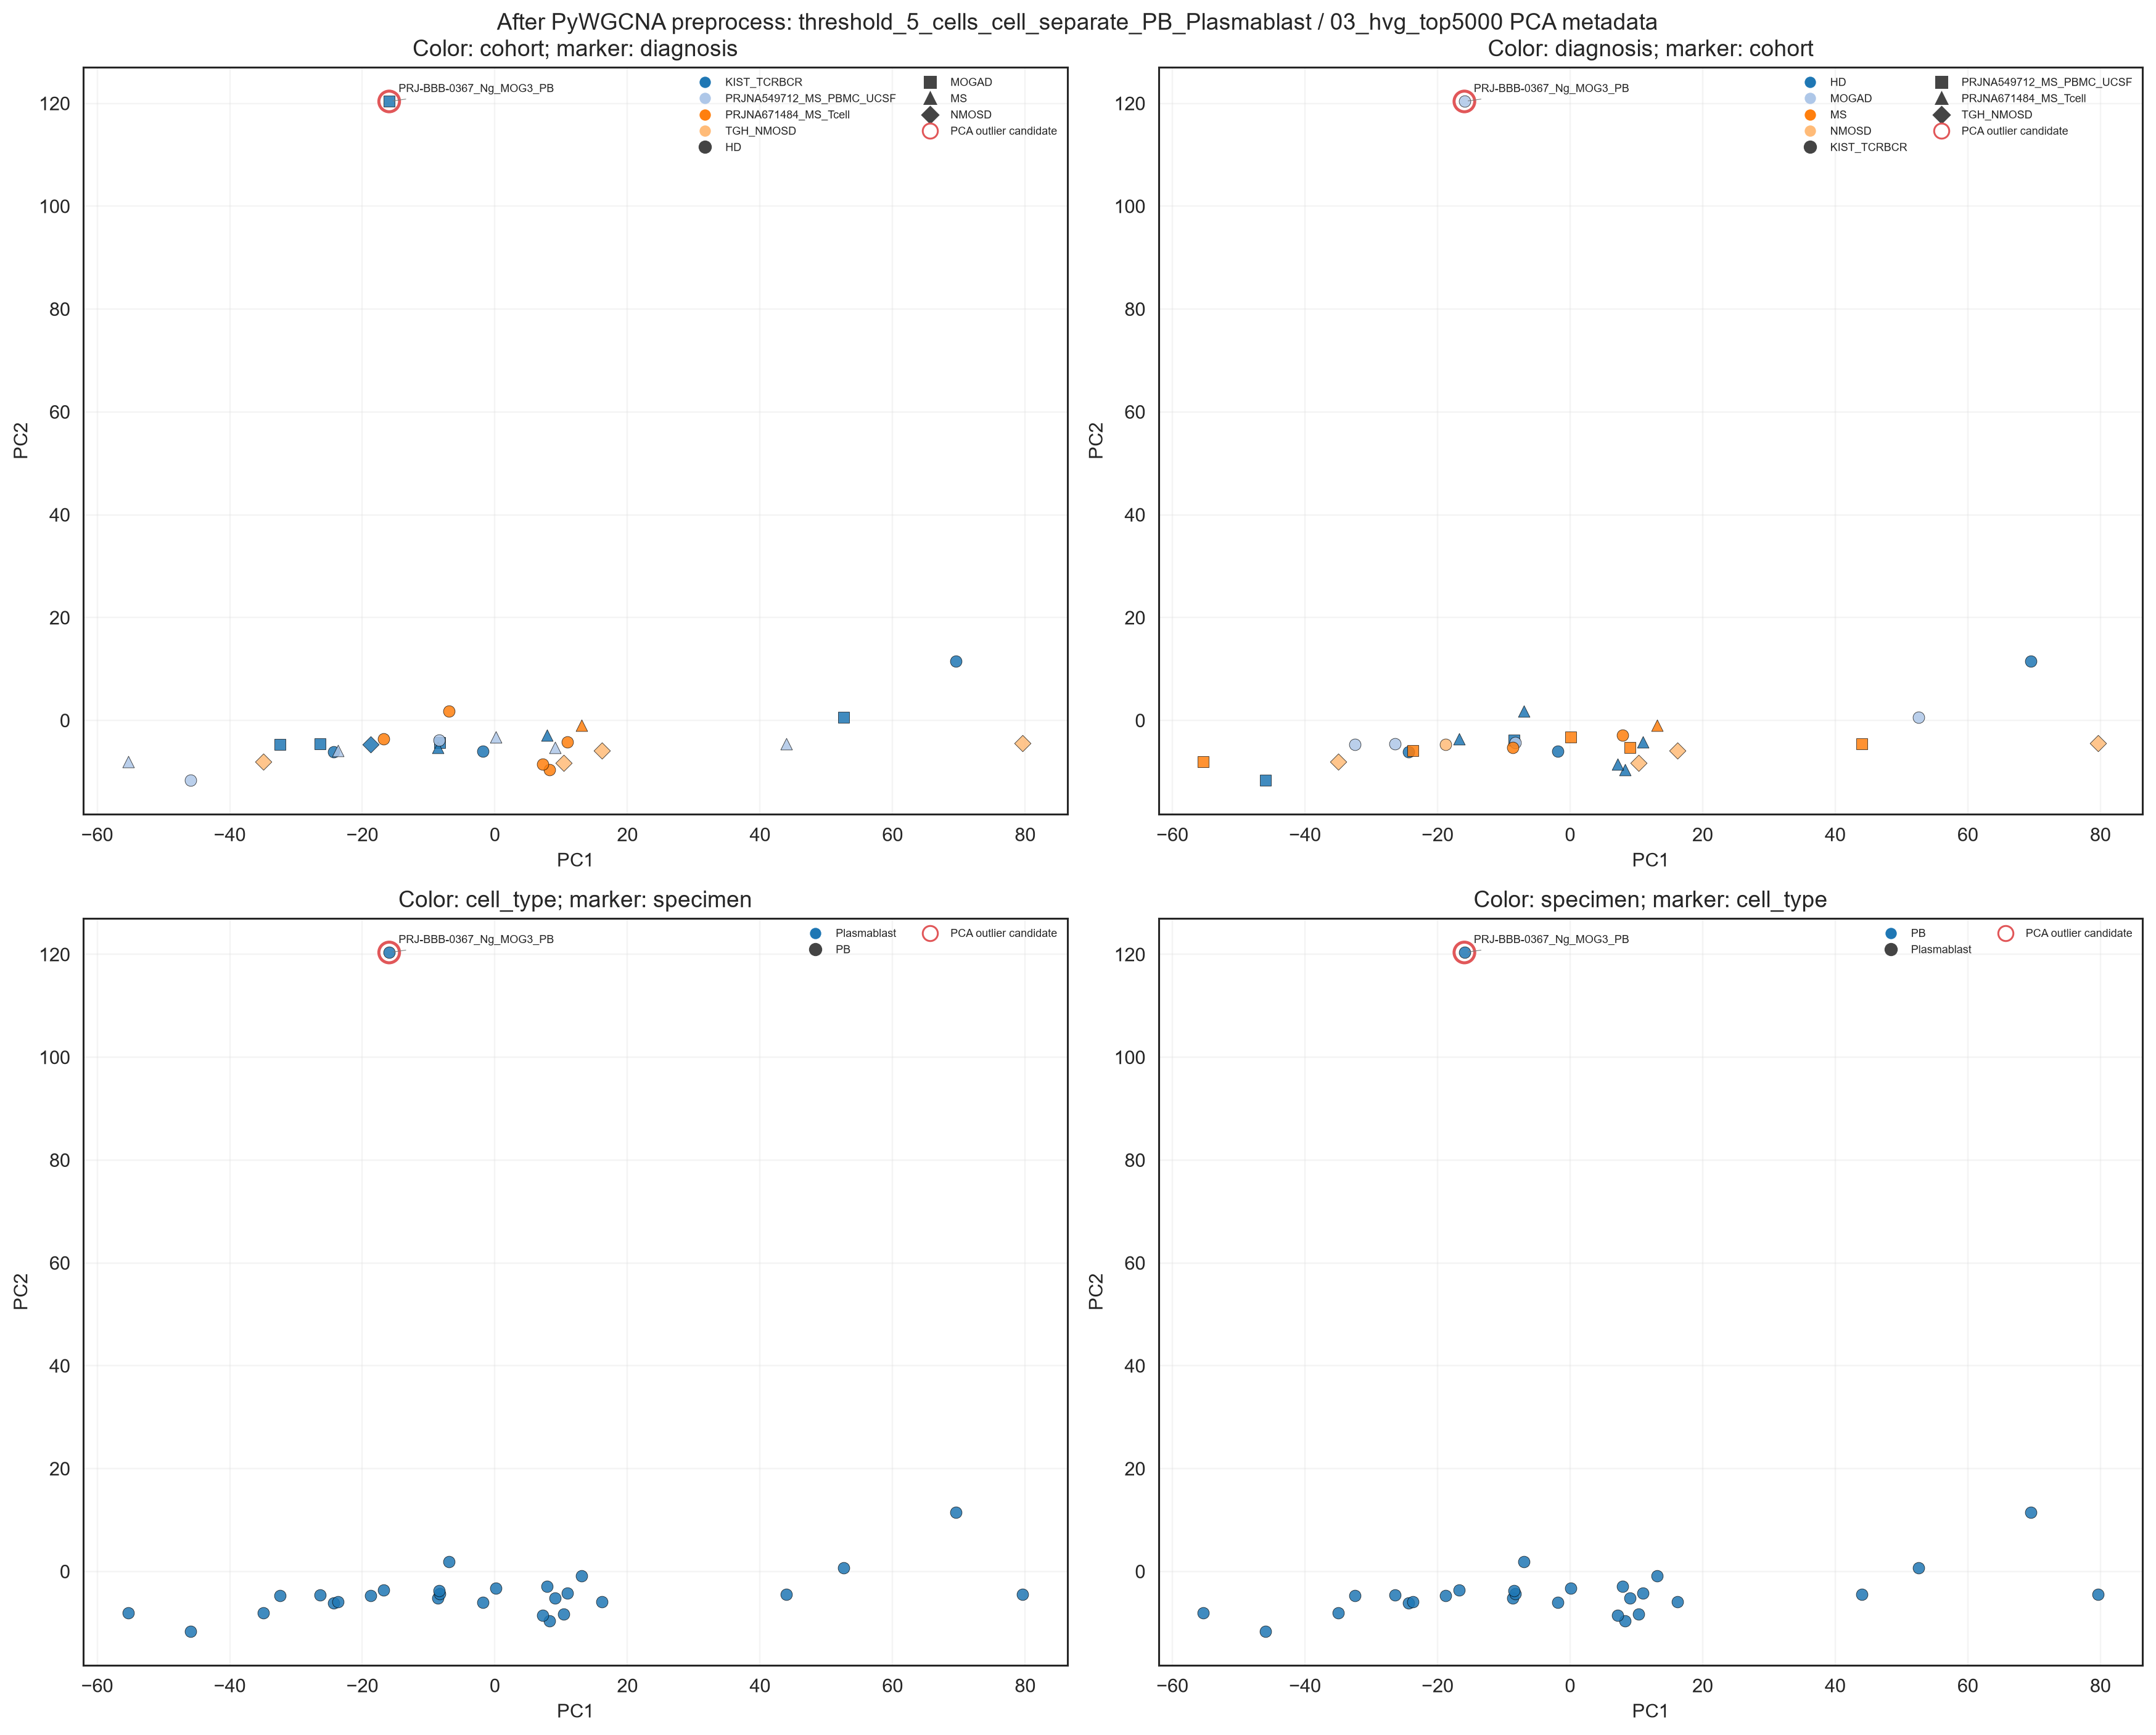 After PyWGCNA preprocess: threshold_5_cells_cell_separate_PB_Plasmablast / 03_hvg_top5000 PCA metadata
Color: cohort; marker: diagnosis
PRJ-BBB-0367_Ng_MOG3_PB
KIST_TCRBCR
PRJNA549712_MS_PBMC_UCSF
PRJNA671484_MS_Tcell
TGH_NMOSD
HD
MOGAD
MS
NMOSD
PCA outlier candidate
120
100
80
60
40
20
0
PC2
−60 −40 −20 0 20 40 60 80
PC1
Color: diagnosis; marker: cohort
PRJ-BBB-0367_Ng_MOG3_PB
HD
MOGAD
MS
NMOSD
KIST_TCRBCR
PRJNA549712_MS_PBMC_UCSF
PRJNA671484_MS_Tcell
TGH_NMOSD
PCA outlier candidate
120
100
80
60
40
20
0
PC2
−60 −40 −20 0 20 40 60 80
PC1
Color: cell_type; marker: specimen
PRJ-BBB-0367_Ng_MOG3_PB
Plasmablast
PB
PCA outlier candidate
120
100
80
60
40
20
0
PC2
−60 −40 −20 0 20 40 60 80
PC1
Color: specimen; marker: cell_type
PRJ-BBB-0367_Ng_MOG3_PB
PB
Plasmablast
PCA outlier candidate
120
100
80
60
40
20
0
PC2
−60 −40 −20 0 20 40 60 80
PC1